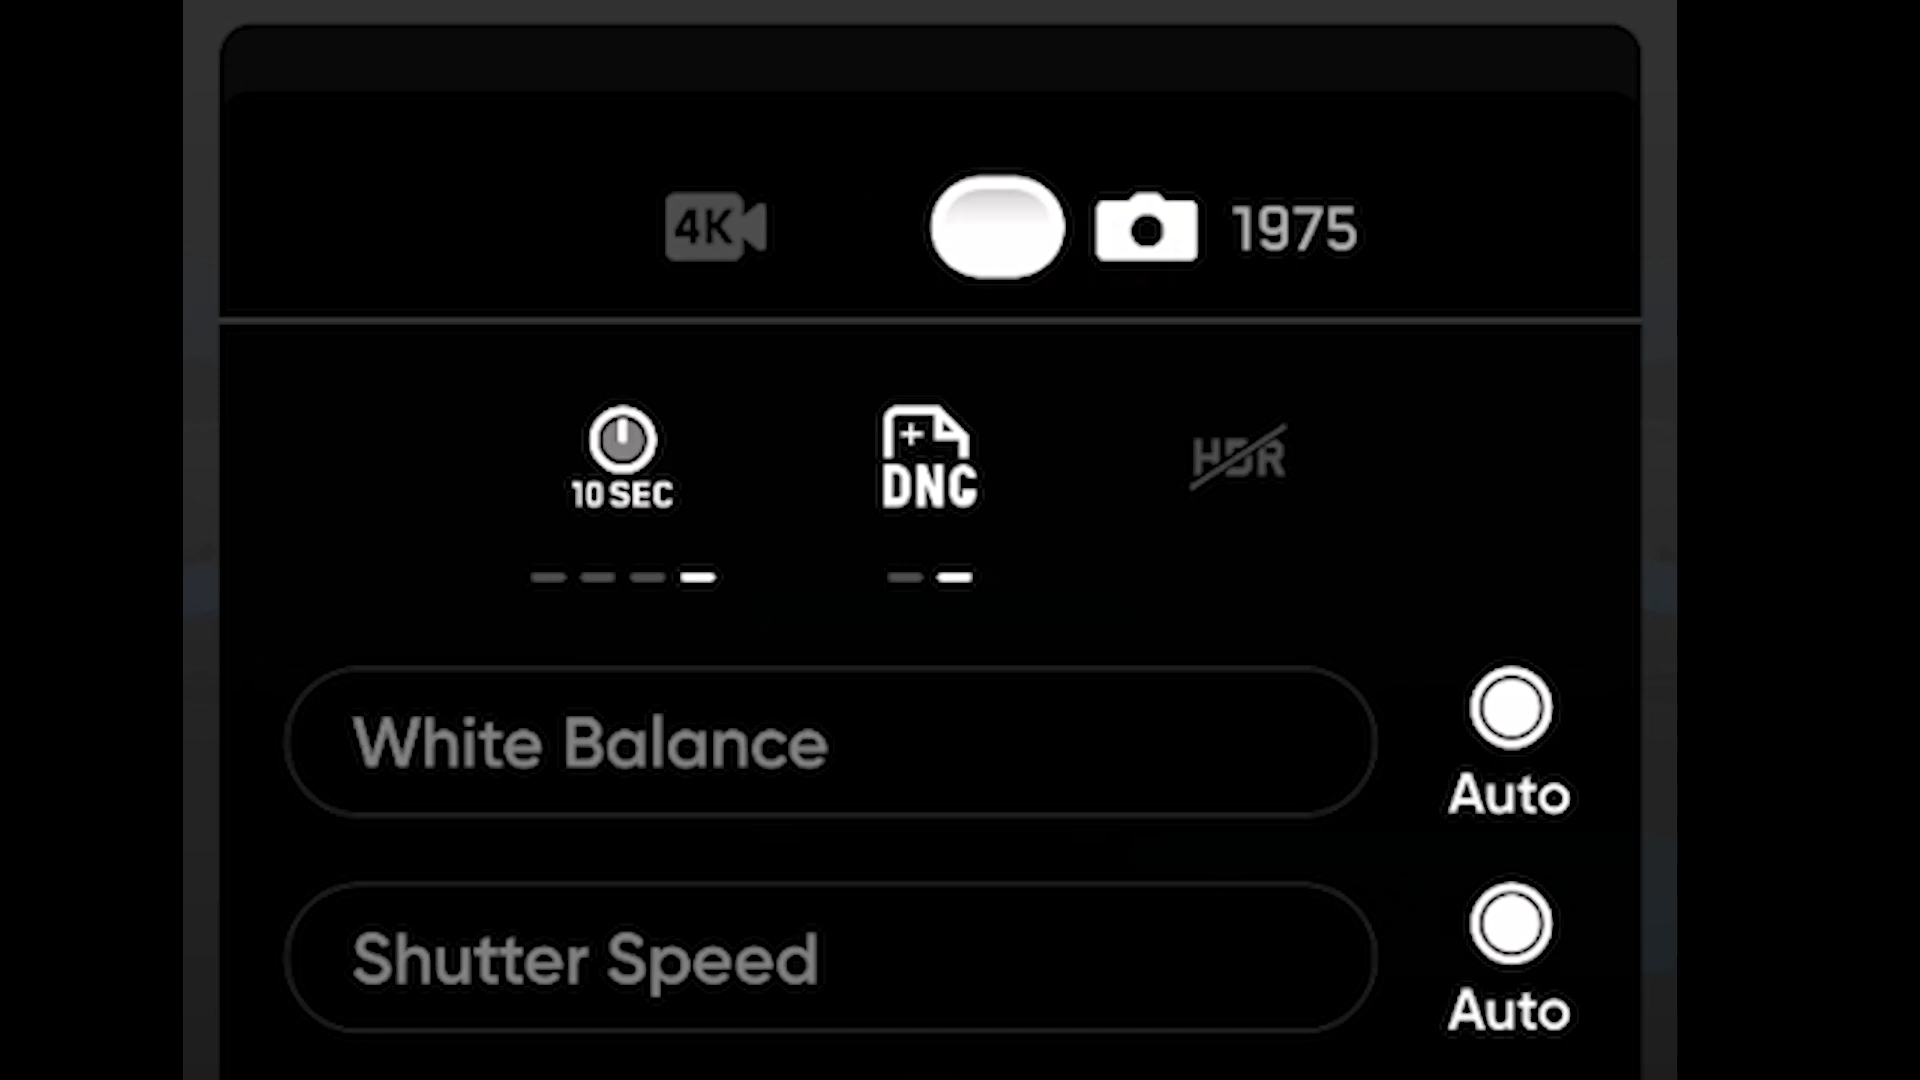 4K 1975
10 SEC DNG HDR
White Balance
Auto
Shutter Speed
Auto